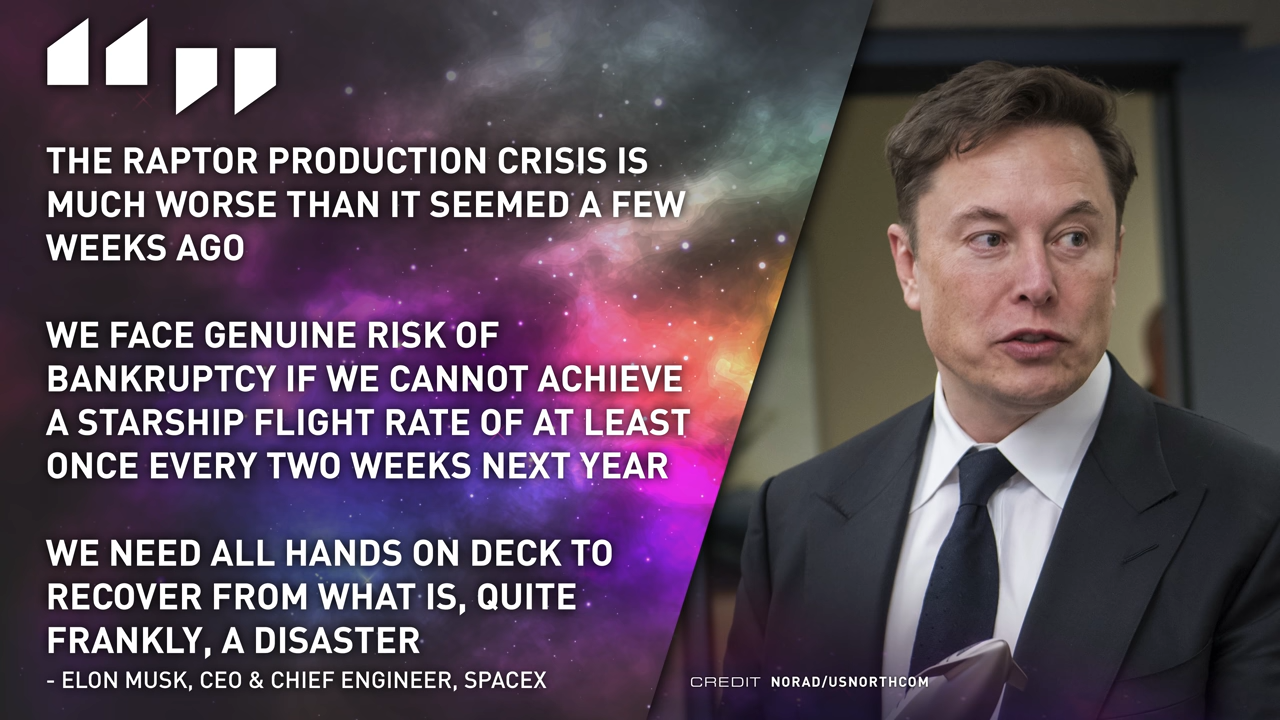 THE RAPTOR PRODUCTION CRISIS IS
MUCH WORSE THAN IT SEEMED A FEW
WEEKS AGO
WE FACE GENUINE RISK OF
BANKRUPTCY IF WE CANNOT ACHIEVE
A STARSHIP FLIGHT RATE OF AT LEAST
ONCE EVERY TWO WEEKS NEXT YEAR
WE NEED ALL HANDS ON DECK TO
RECOVER FROM WHAT IS, QUITE
FRANKLY, A DISASTER
- ELON MUSK, CEO & CHIEF ENGINEER, SPACEX
CREDIT NORAD/USNORTHCOM